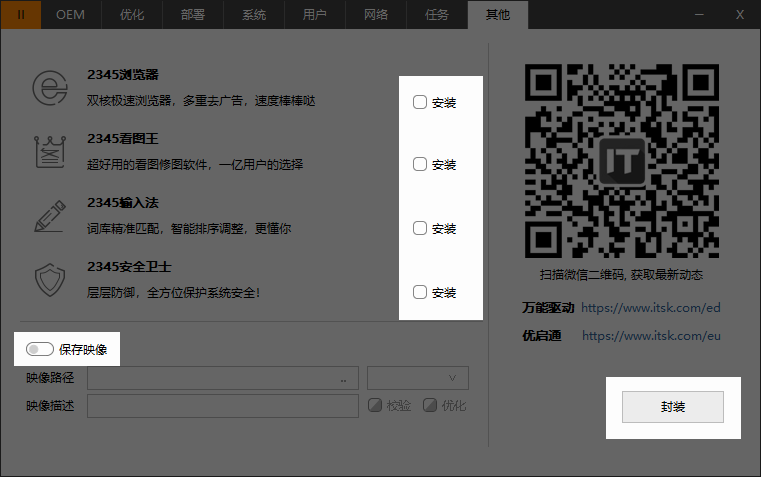 II OEM 优化 部署 系统 用户 网络 任务 其他 X
2345浏览器
双核极速浏览器，多重去广告，速度棒棒哒
安装
2345看图王
超好用的看图修图软件，一亿用户的选择
安装
2345输入法
词库精准匹配，智能排序调整，更懂你
安装
2345安全卫士
层层防御，全方位保护系统安全！
安装
保存映像
映像路径 ..
映像描述 校验 优化
IT
扫描微信二维码, 获取最新动态
万能驱动 https://www.itsk.com/ed
优启通 https://www.itsk.com/eu
封装